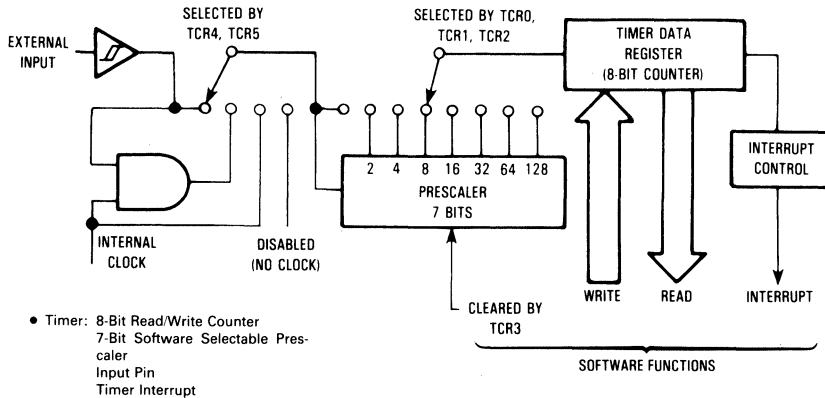 SELECTED BY
TCR4, TCR5
SELECTED BY TCR0,
TCR1, TCR2
TIMER DATA
REGISTER
(8-BIT COUNTER)
EXTERNAL
INPUT
INTERRUPT
CONTROL
2 4 8 16 32 64 128
PRESCALER
7 BITS
INTERNAL
CLOCK
DISABLED
(NO CLOCK)
CLEARED BY
TCR3
WRITE
READ
INTERRUPT
SOFTWARE FUNCTIONS
● Timer: 8-Bit Read/Write Counter
7-Bit Software Selectable Pres-
caler
Input Pin
Timer Interrupt